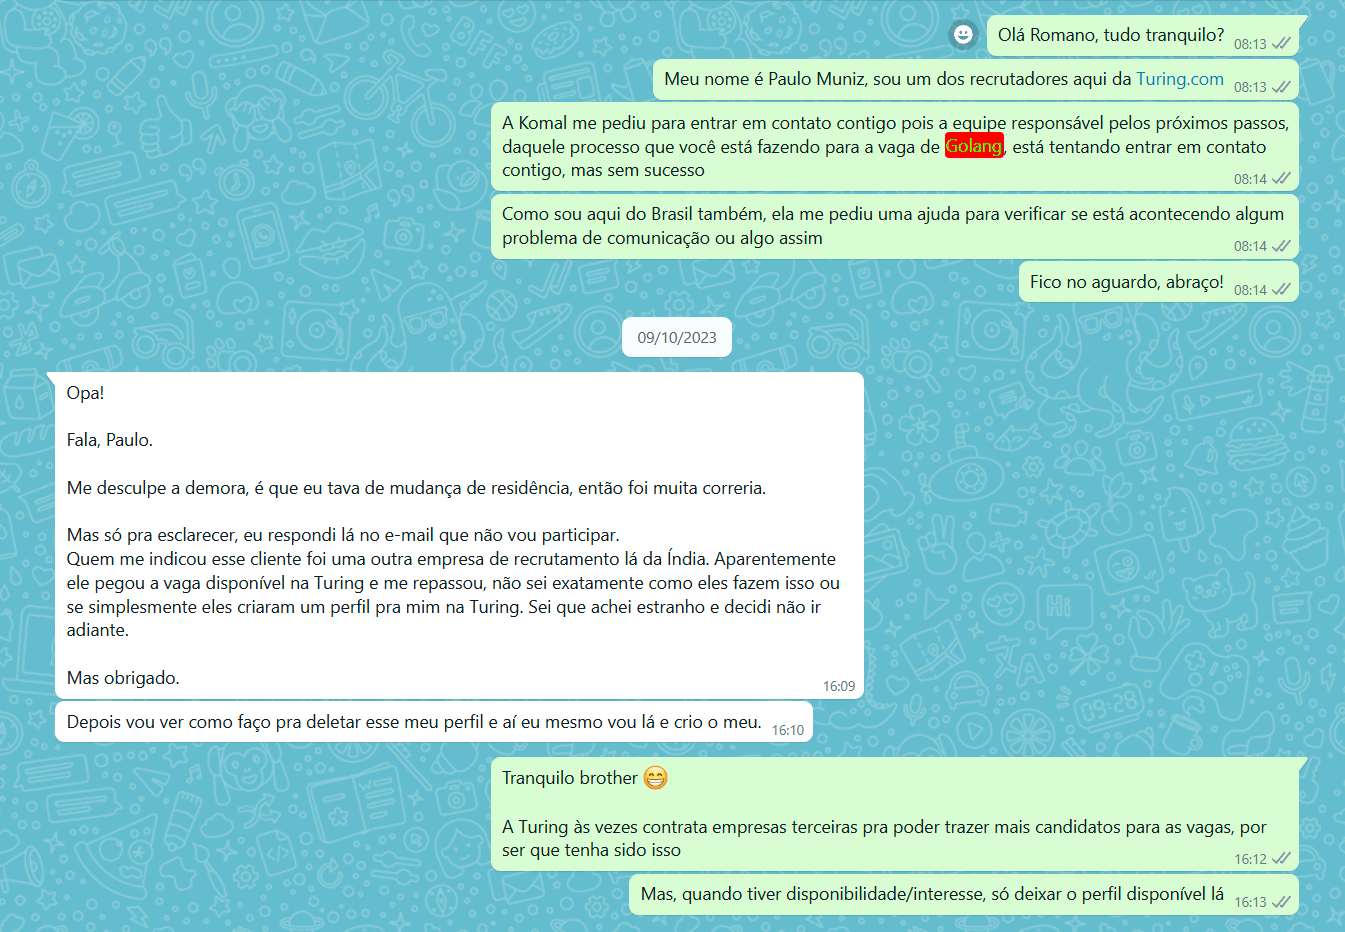 Olá Romano, tudo tranquilo? 08:13
Meu nome é Paulo Muniz, sou um dos recrutadores aqui da Turing.com 08:13
A Komal me pediu para entrar em contato contigo pois a equipe responsável pelos próximos passos,
daquele processo que você está fazendo para a vaga de Golang, está tentando entrar em contato
contigo, mas sem sucesso
08:14
Como sou aqui do Brasil também, ela me pediu uma ajuda para verificar se está acontecendo algum
problema de comunicação ou algo assim 08:14
Fico no aguardo, abraço! 08:14
09/10/2023
Opa!
Fala, Paulo.
Me desculpe a demora, é que eu tava de mudança de residência, então foi muita correria.
Mas só pra esclarecer, eu respondi lá no e-mail que não vou participar.
Quem me indicou esse cliente foi uma outra empresa de recrutamento lá da Índia. Aparentemente
ele pegou a vaga disponível na Turing e me repassou, não sei exatamente como eles fazem isso ou
se simplesmente eles criaram um perfil pra mim na Turing. Sei que achei estranho e decidi não ir
adiante.
Mas obrigado.
16:09
Depois vou ver como faço pra deletar esse meu perfil e aí eu mesmo vou lá e crio o meu. 16:10
Tranquilo brother 😁
A Turing às vezes contrata empresas terceiras pra poder trazer mais candidatos para as vagas, por
ser que tenha sido isso
16:12
Mas, quando tiver disponibilidade/interesse, só deixar o perfil disponível lá 16:13